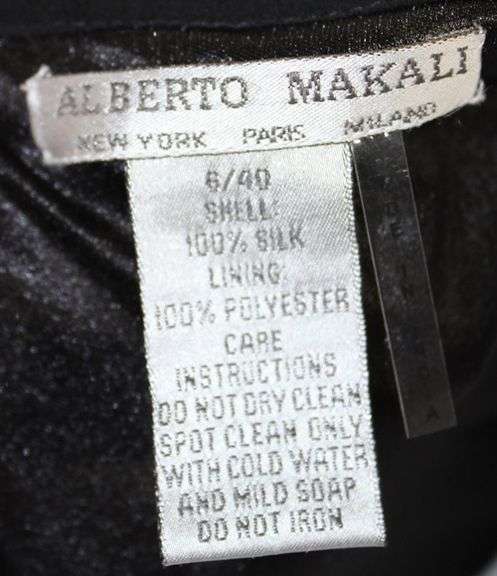 ALBERTO MAKALI
NEW YORK PARIS MILANO
6/40
SHELL:
100% SILK
LINING:
100% POLYESTER
CARE
INSTRUCTIONS
DO NOT DRY CLEAN
SPOT CLEAN ONLY
WITH COLD WATER
AND MILD SOAP
DO NOT IRON